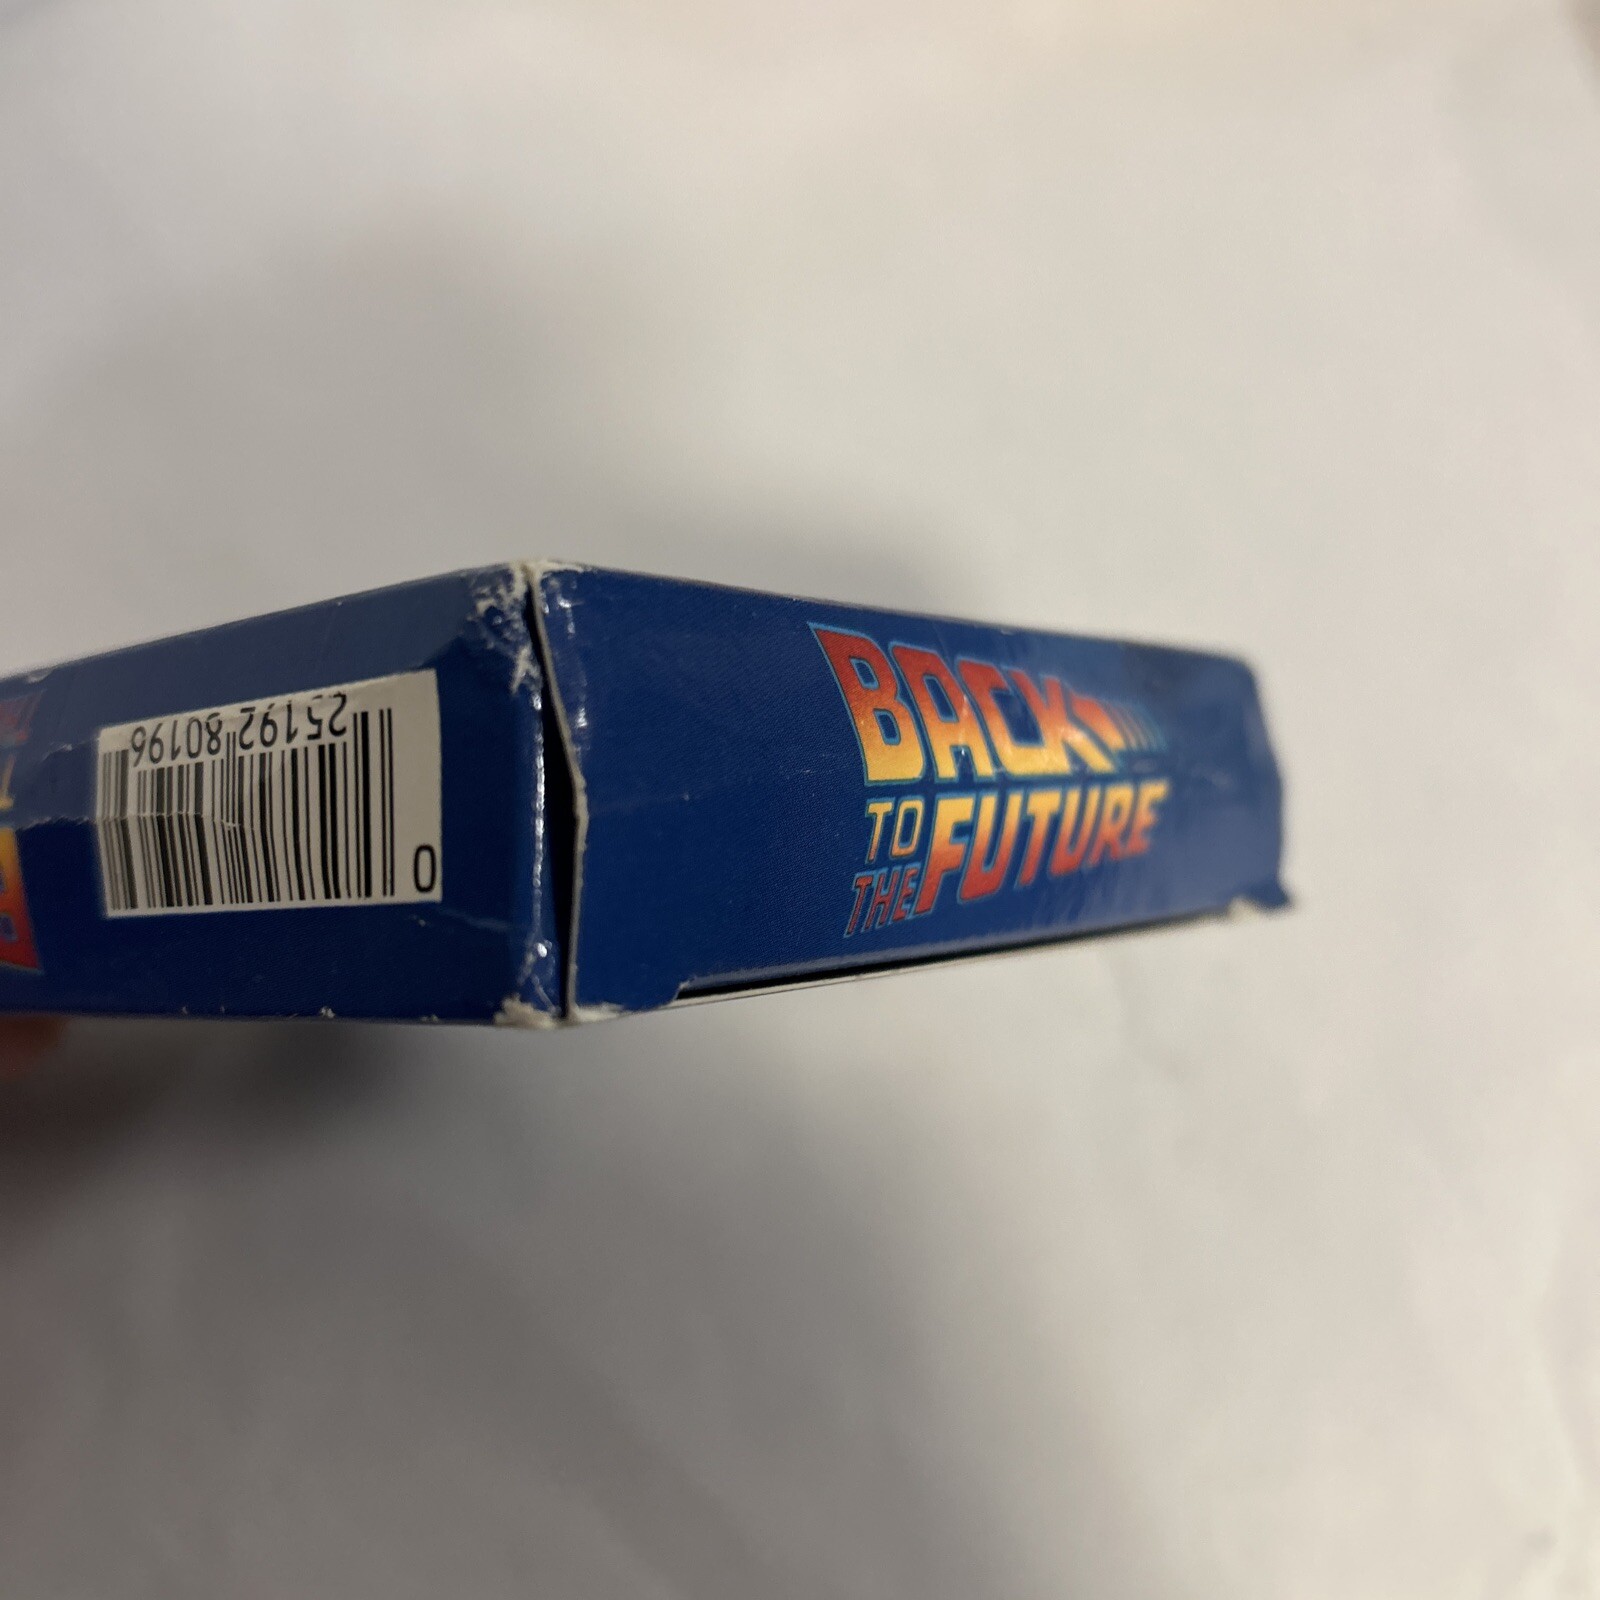 0
25192 80196
BACK
TO
THE
FUTURE